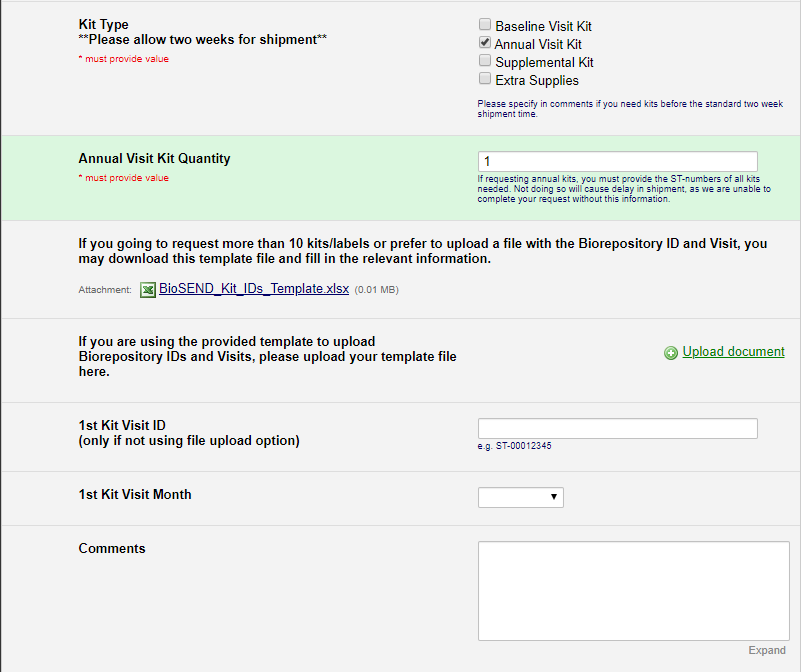 Kit Type
**Please allow two weeks for shipment**
* must provide value
Baseline Visit Kit
Annual Visit Kit
Supplemental Kit
Extra Supplies
Please specify in comments if you need kits before the standard two week
shipment time.
Annual Visit Kit Quantity
* must provide value
1
If requesting annual kits, you must provide the ST-numbers of all kits
needed. Not doing so will cause delay in shipment, as we are unable to
complete your request without this information.
If you going to request more than 10 kits/labels or prefer to upload a file with the Biorepository ID and Visit, you
may download this template file and fill in the relevant information.
Attachment: BioSEND_Kit_IDs_Template.xlsx (0.01 MB)
If you are using the provided template to upload
Biorepository IDs and Visits, please upload your template file
here.
Upload document
1st Kit Visit ID
(only if not using file upload option)
e.g. ST-00012345
1st Kit Visit Month
Comments
Expand